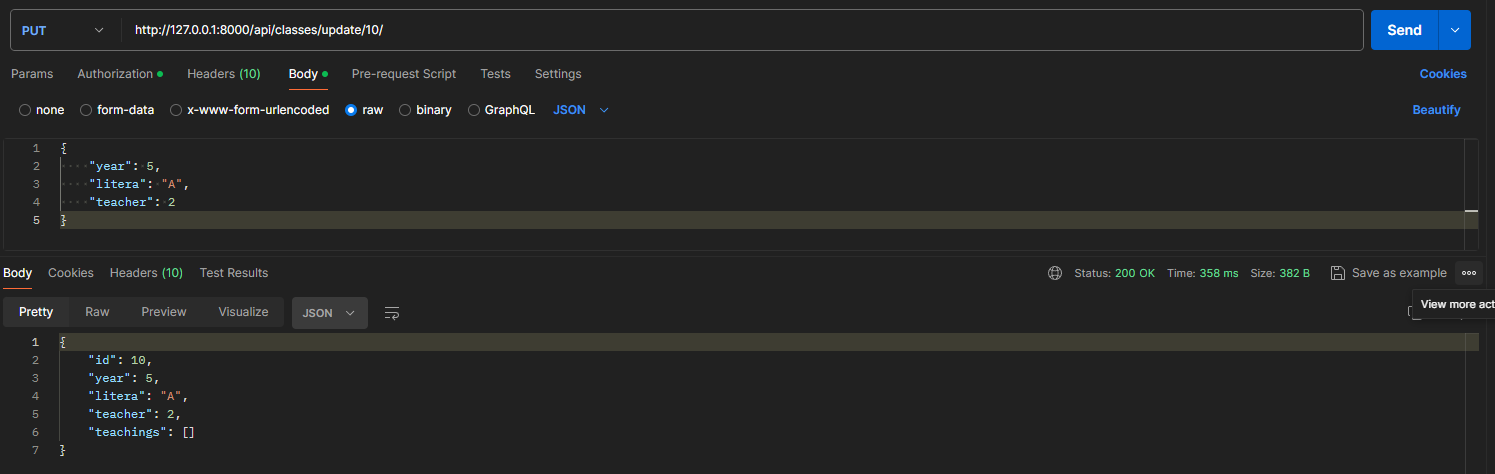 PUT http://127.0.0.1:8000/api/classes/update/10/ Send
Params Authorization Headers (10) Body Pre-request Script Tests Settings Cookies
none form-data x-www-form-urlencoded raw binary GraphQL JSON Beautify
1 {
2 "year": 5,
3 "litera": "A",
4 "teacher": 2
5 }
Body Cookies Headers (10) Test Results Status: 200 OK Time: 358 ms Size: 382 B Save as example
View more act
Pretty Raw Preview Visualize JSON
1 {
2 "id": 10,
3 "year": 5,
4 "litera": "A",
5 "teacher": 2,
6 "teachings": []
7 }